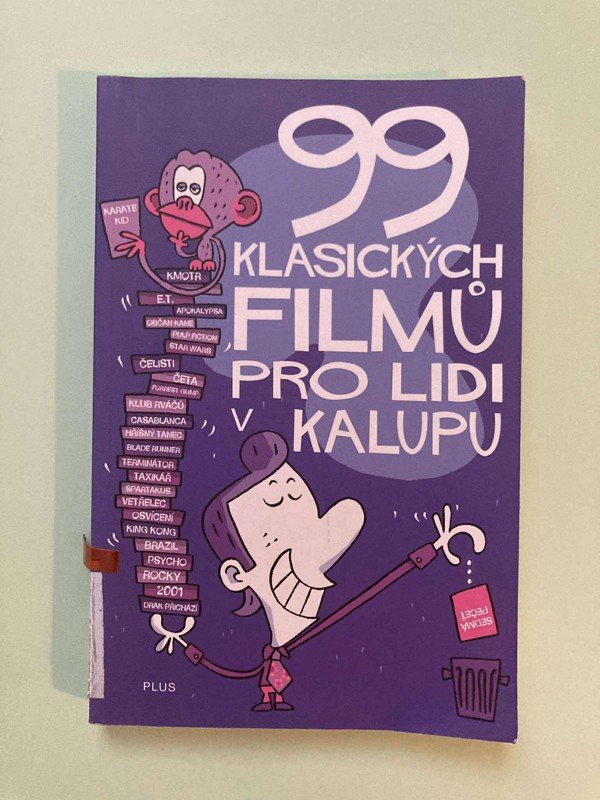 99
KLASICKÝCH
FILMŮ
PRO LIDI
V KALUPU
KARATE
KID
KMOTR
E.T.
APOKALYPSA
OBČAN KANE
PULP FICTION
STAR WARS
ČELISTI
ČETA
FORREST GUMP
KLUB RVÁČŮ
CASABLANCA
HŘÍŠNÝ TANEC
BLADE RUNNER
TERMINÁTOR
TAXIKÁŘ
SPARTAKUS
VETŘELEC
OSVÍCENÍ
KING KONG
BRAZIL
PSYCHO
ROCKY
2001
DRAK PŘICHÁZÍ
SEDMÁ
PEČEŤ
PLUS